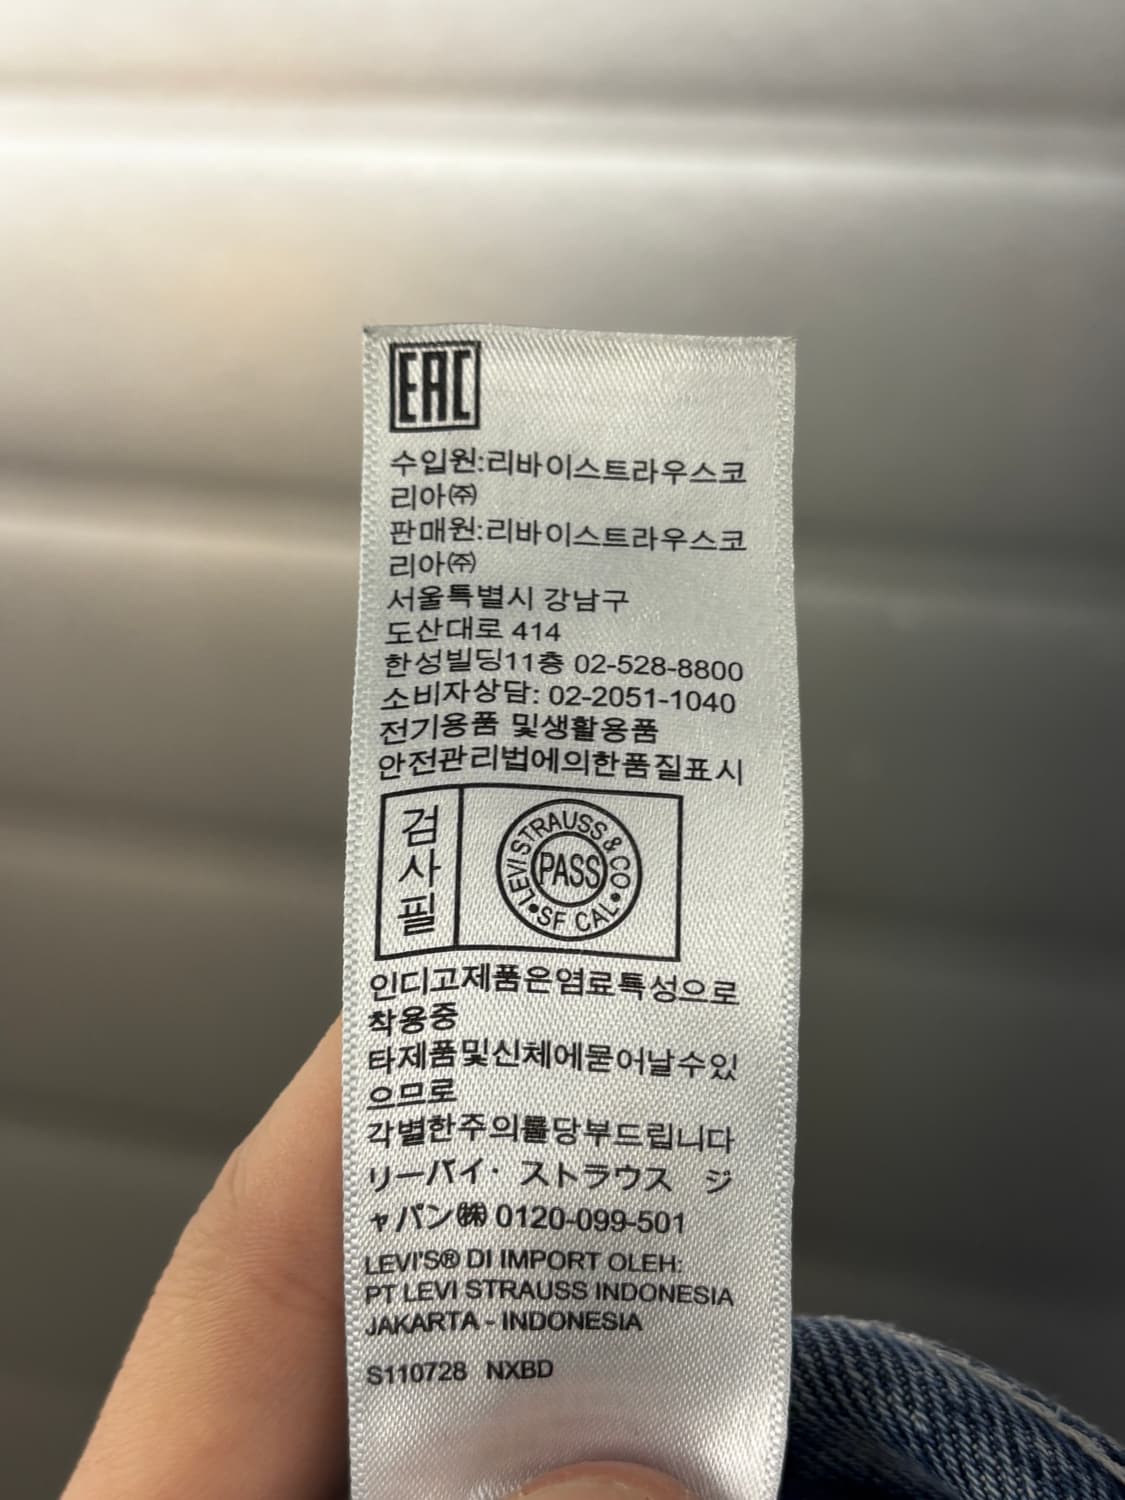 EAC
수입원:리바이스트라우스코
리아㈜
판매원:리바이스트라우스코
리아㈜
서울특별시 강남구
도산대로 414
한성빌딩11층 02-528-8800
소비자상담: 02-2051-1040
전기용품 및생활용품
안전관리법에의한품질표시
검사필
LEVI STRAUSS & CO • SF CAL •
PASS
인디고제품은염료특성으로
착용중
타제품및신체에묻어날수있
으므로
각별한주의를당부드립니다
リーバイ・ ストラウス ジ
ャパン㈱ 0120-099-501
LEVI'S® DI IMPORT OLEH:
PT LEVI STRAUSS INDONESIA
JAKARTA - INDONESIA
S110728 NXBD